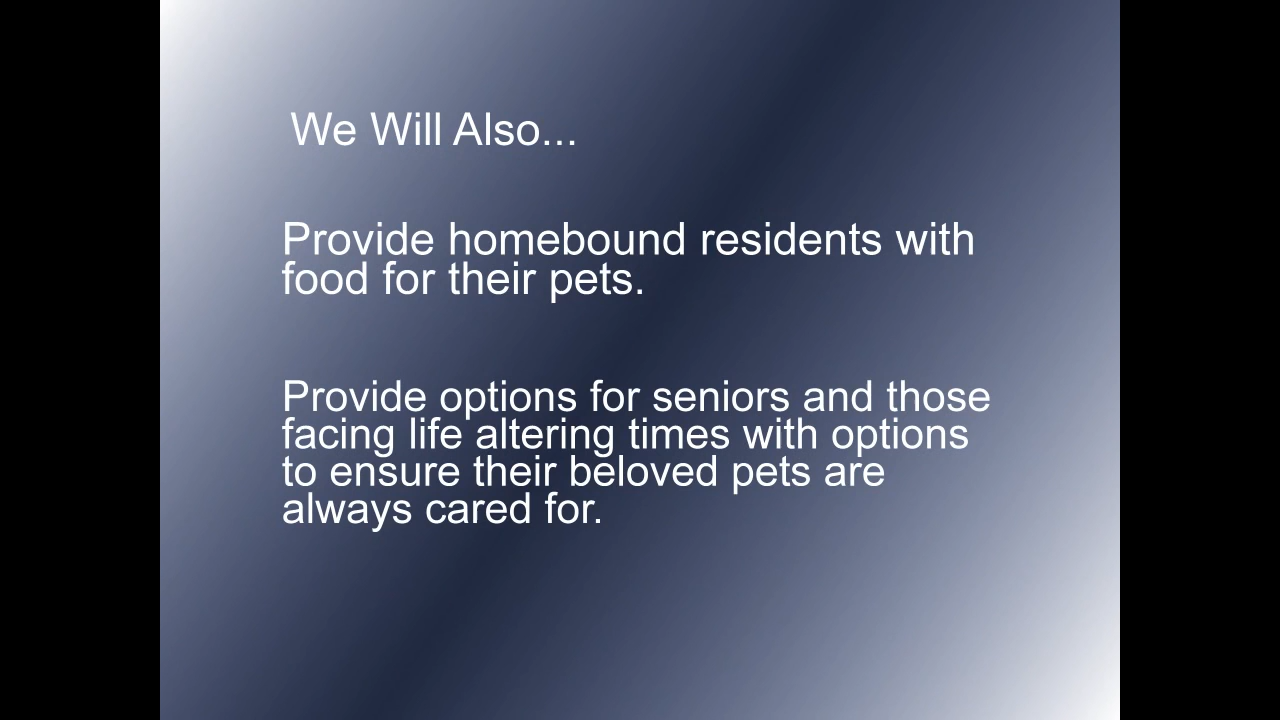 We Will Also...
Provide homebound residents with
food for their pets.
Provide options for seniors and those
facing life altering times with options
to ensure their beloved pets are
always cared for.